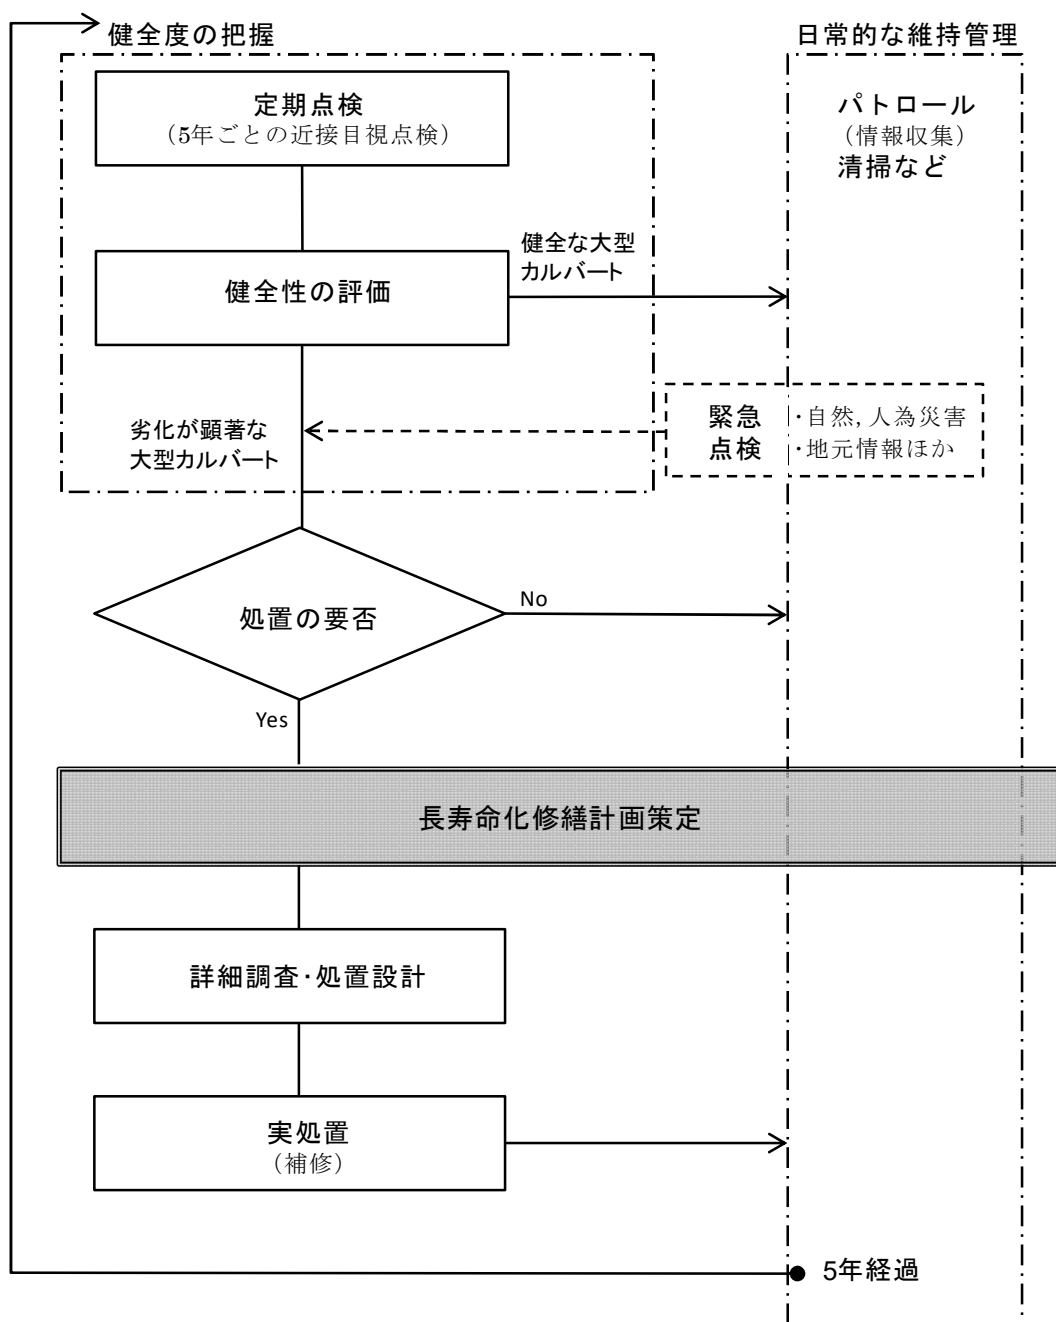 健全度の把握
日常的な維持管理
定期点検
（5年ごとの近接目視点検）
パトロール
（情報収集）
清掃など
健全な大型
カルバート
健全性の評価
緊急
点検
・自然，人為災害
・地元情報ほか
劣化が顕著な
大型カルバート
処置の要否
No
Yes
長寿命化修繕計画策定
詳細調査・処置設計
実処置
（補修）
5年経過